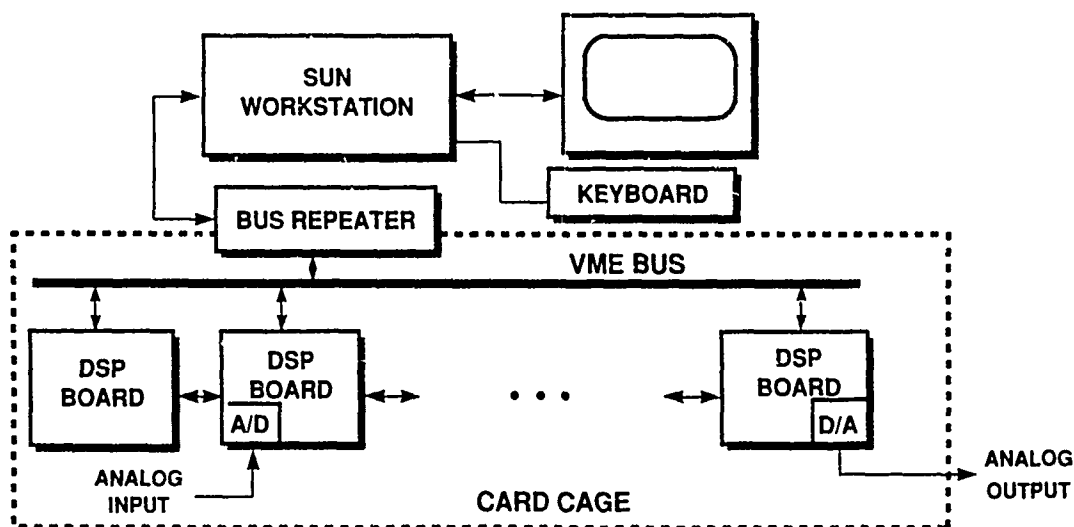 SUN
WORKSTATION
KEYBOARD
BUS REPEATER
VME BUS
DSP
BOARD
DSP
BOARD
A/D
DSP
BOARD
D/A
ANALOG
INPUT
ANALOG
OUTPUT
CARD CAGE